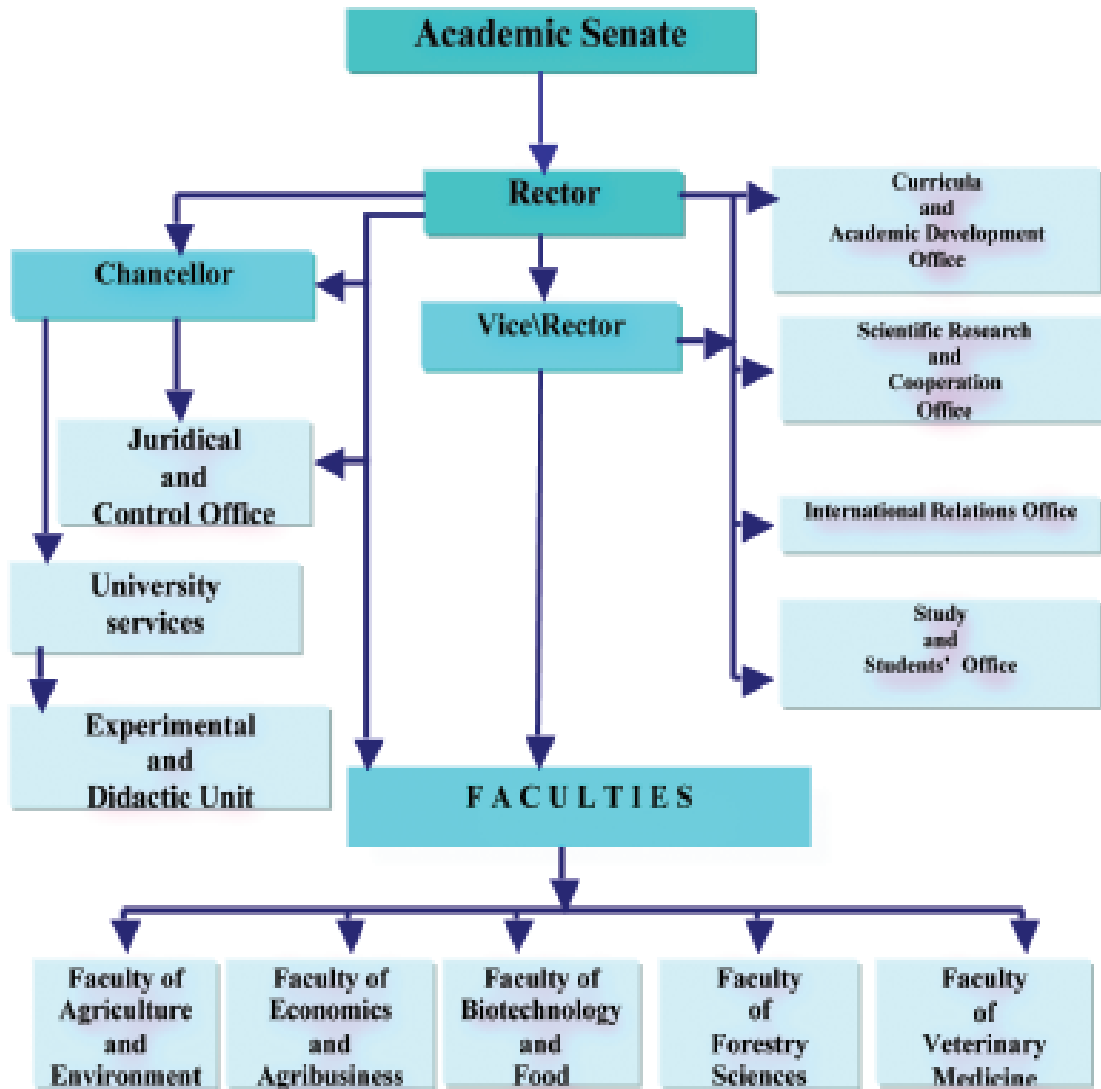 Academic Senate
Rector
Curricula
and
Academic Development
Office
Chancellor
Vice\Rector
Scientific Research
and
Cooperation
Office
Juridical
and
Control Office
International Relations Office
University
services
Study
and
Students' Office
Experimental
and
Didactic Unit
FACULTIES
Faculty of
Agriculture
and
Environment
Faculty of
Economics
and
Agribusiness
Faculty of
Biotechnology
and
Food
Faculty
of
Forestry
Sciences
Faculty
of
Veterinary
Medicine